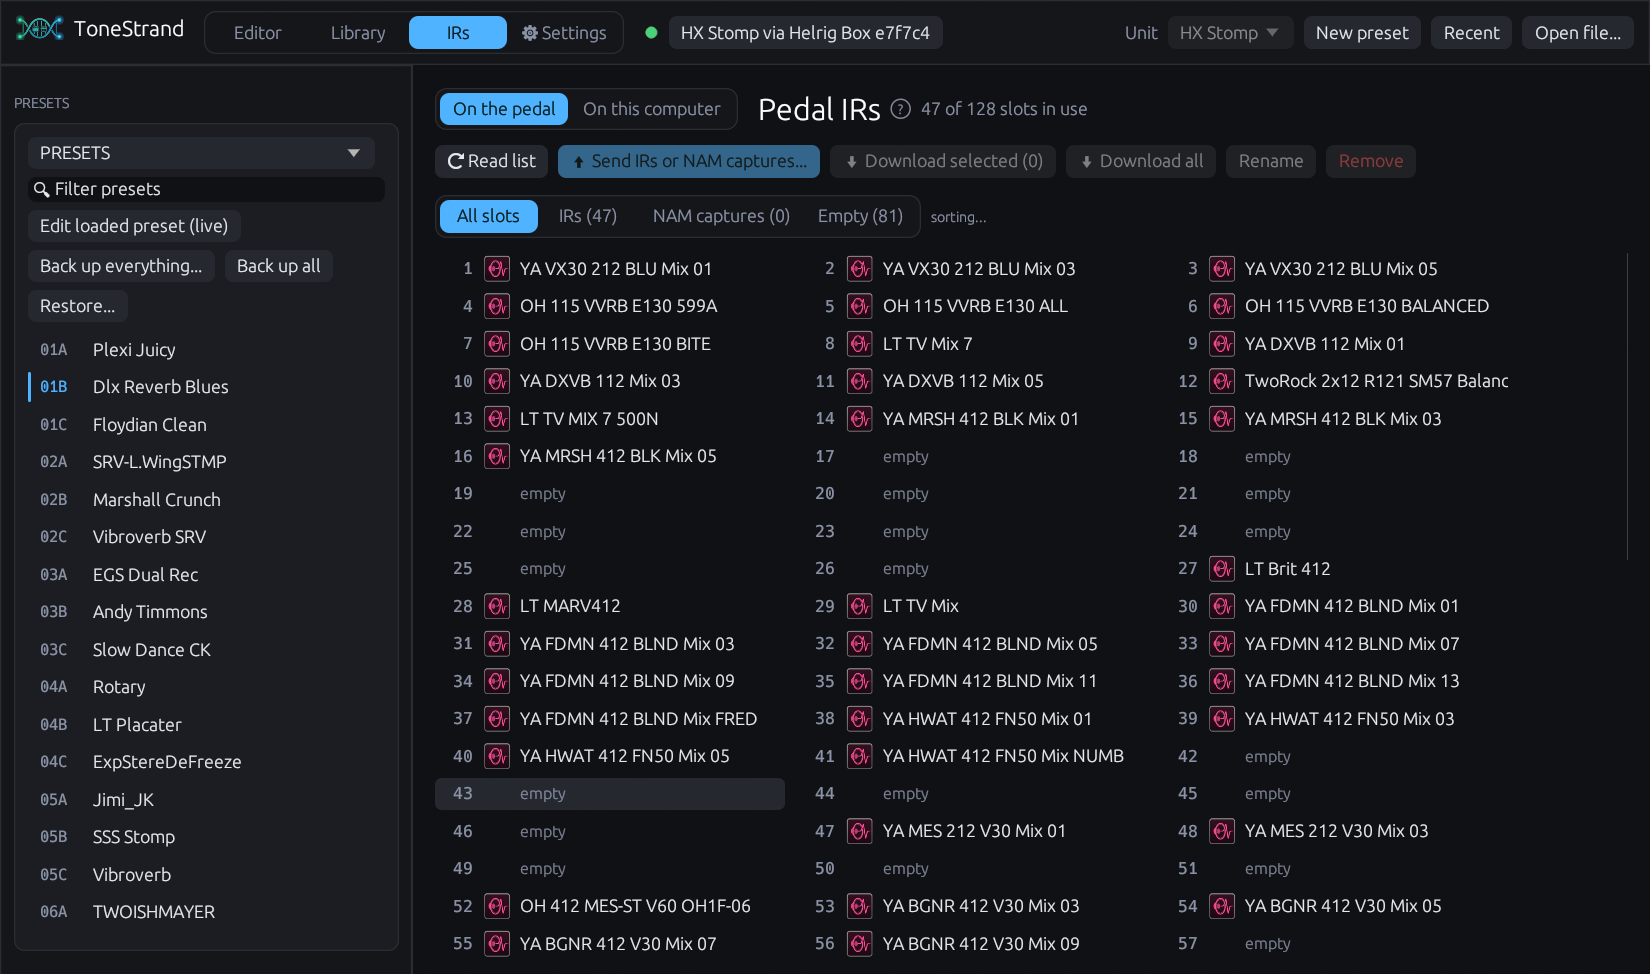 ToneStrand
Editor
Library
IRs
Settings
HX Stomp via Helrig Box e7f7c4
Unit
HX Stomp
New preset
Recent
Open file...
PRESETS
PRESETS
Filter presets
Edit loaded preset (live)
Back up everything...
Back up all
Restore...
01A Plexi Juicy
01B Dlx Reverb Blues
01C Floydian Clean
02A SRV-L.WingSTMP
02B Marshall Crunch
02C Vibroverb SRV
03A EGS Dual Rec
03B Andy Timmons
03C Slow Dance CK
04A Rotary
04B LT Placater
04C ExpStereDeFreeze
05A Jimi_JK
05B SSS Stomp
05C Vibroverb
06A TWOISHMAYER
On the pedal
On this computer
Pedal IRs
?
47 of 128 slots in use
Read list
Send IRs or NAM captures...
Download selected (0)
Download all
Rename
Remove
All slots
IRs (47)
NAM captures (0)
Empty (81)
sorting...
1 YA VX30 212 BLU Mix 01
2 YA VX30 212 BLU Mix 03
3 YA VX30 212 BLU Mix 05
4 OH 115 VVRB E130 599A
5 OH 115 VVRB E130 ALL
6 OH 115 VVRB E130 BALANCED
7 OH 115 VVRB E130 BITE
8 LT TV Mix 7
9 YA DXVB 112 Mix 01
10 YA DXVB 112 Mix 03
11 YA DXVB 112 Mix 05
12 TwoRock 2x12 R121 SM57 Balanc
13 LT TV MIX 7 500N
14 YA MRSH 412 BLK Mix 01
15 YA MRSH 412 BLK Mix 03
16 YA MRSH 412 BLK Mix 05
17 empty
18 empty
19 empty
20 empty
21 empty
22 empty
23 empty
24 empty
25 empty
26 empty
27 LT Brit 412
28 LT MARV412
29 LT TV Mix
30 YA FDMN 412 BLND Mix 01
31 YA FDMN 412 BLND Mix 03
32 YA FDMN 412 BLND Mix 05
33 YA FDMN 412 BLND Mix 07
34 YA FDMN 412 BLND Mix 09
35 YA FDMN 412 BLND Mix 11
36 YA FDMN 412 BLND Mix 13
37 YA FDMN 412 BLND Mix FRED
38 YA HWAT 412 FN50 Mix 01
39 YA HWAT 412 FN50 Mix 03
40 YA HWAT 412 FN50 Mix 05
41 YA HWAT 412 FN50 Mix NUMB
42 empty
43 empty
44 empty
45 empty
46 empty
47 YA MES 212 V30 Mix 01
48 YA MES 212 V30 Mix 03
49 empty
50 empty
51 empty
52 OH 412 MES-ST V60 OH1F-06
53 YA BGNR 412 V30 Mix 03
54 YA BGNR 412 V30 Mix 05
55 YA BGNR 412 V30 Mix 07
56 YA BGNR 412 V30 Mix 09
57 empty